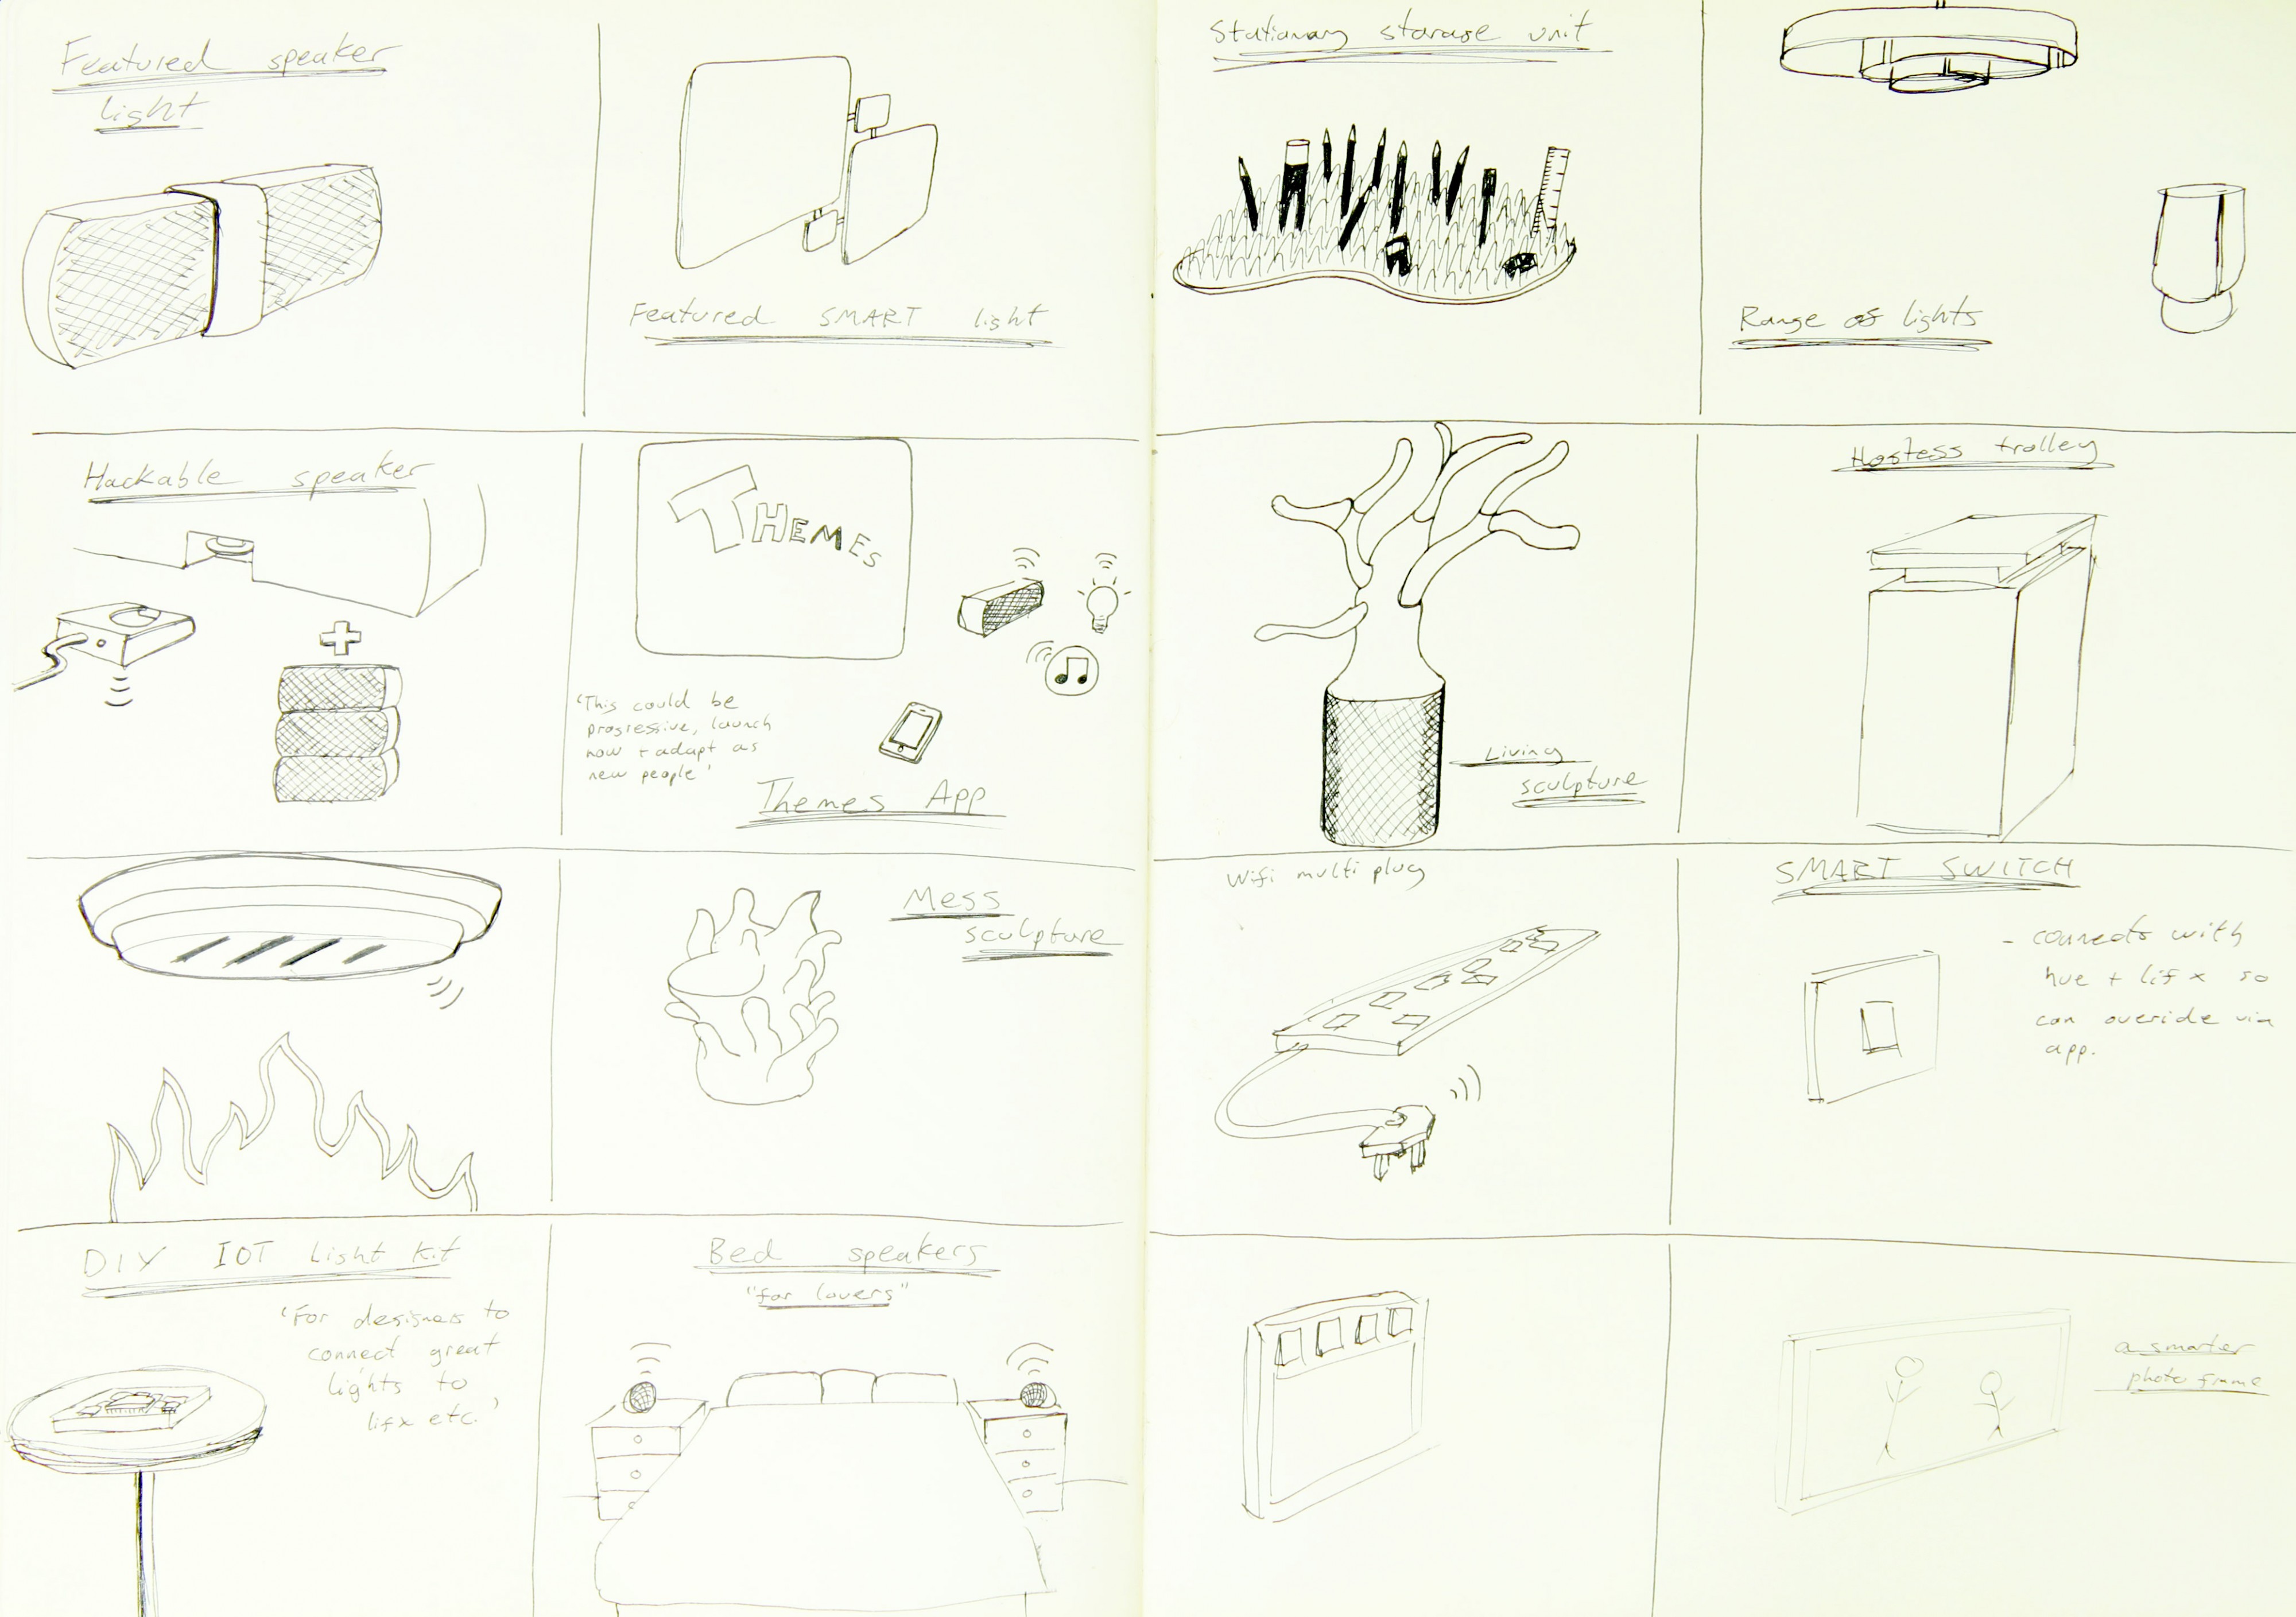 Featured speaker
light
Featured SMART light
Stationary storage unit
Range of lights
Hackable speaker
THEMES
'This could be
progressive, launch
now + adapt as
new people'
Themes App
Living
sculpture
Hostess trolley
Mess
sculpture
Wifi multi plug
SMART SWITCH
- connects with
hue + lifx so
can overide via
app.
DIY IOT Light Kit
'For designers to
connect great
lights to
lifx etc.'
Bed speakers
"for lovers"
a smarter
photo frame